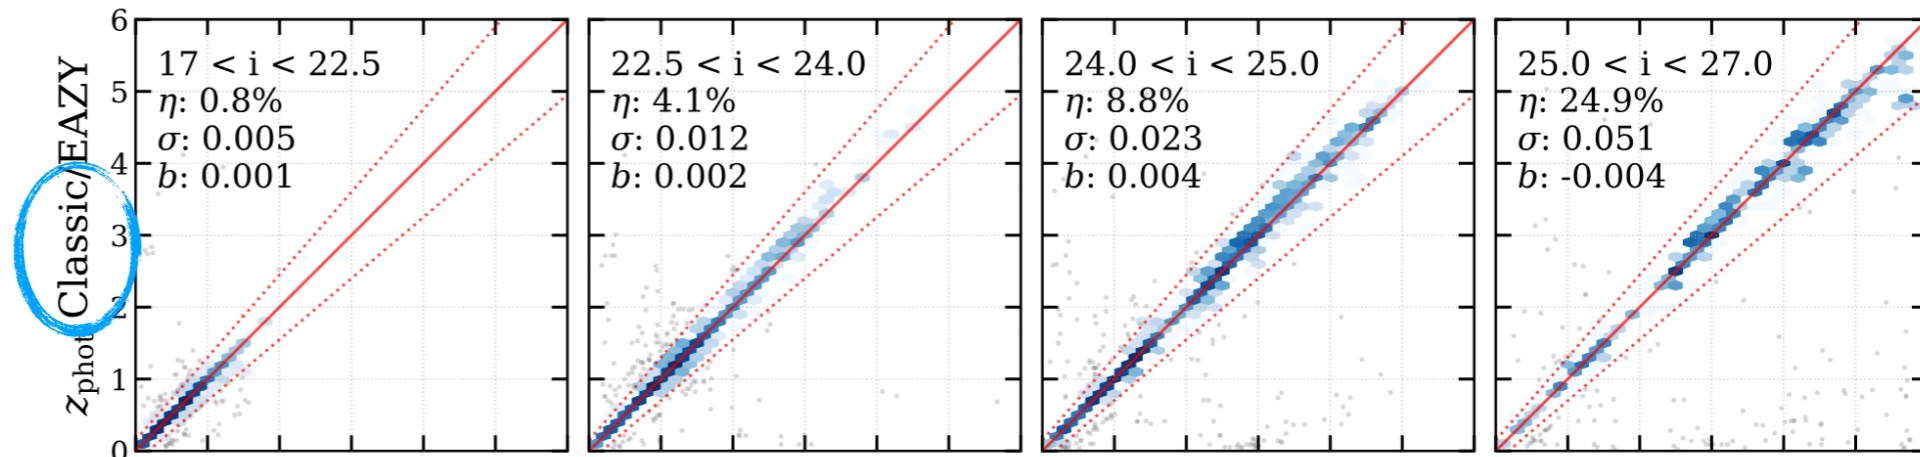 z_phot Classic/EAZY
6
5
4
3
2
1
0
17 < i < 22.5
η: 0.8%
σ: 0.005
b: 0.001
22.5 < i < 24.0
η: 4.1%
σ: 0.012
b: 0.002
24.0 < i < 25.0
η: 8.8%
σ: 0.023
b: 0.004
25.0 < i < 27.0
η: 24.9%
σ: 0.051
b: -0.004